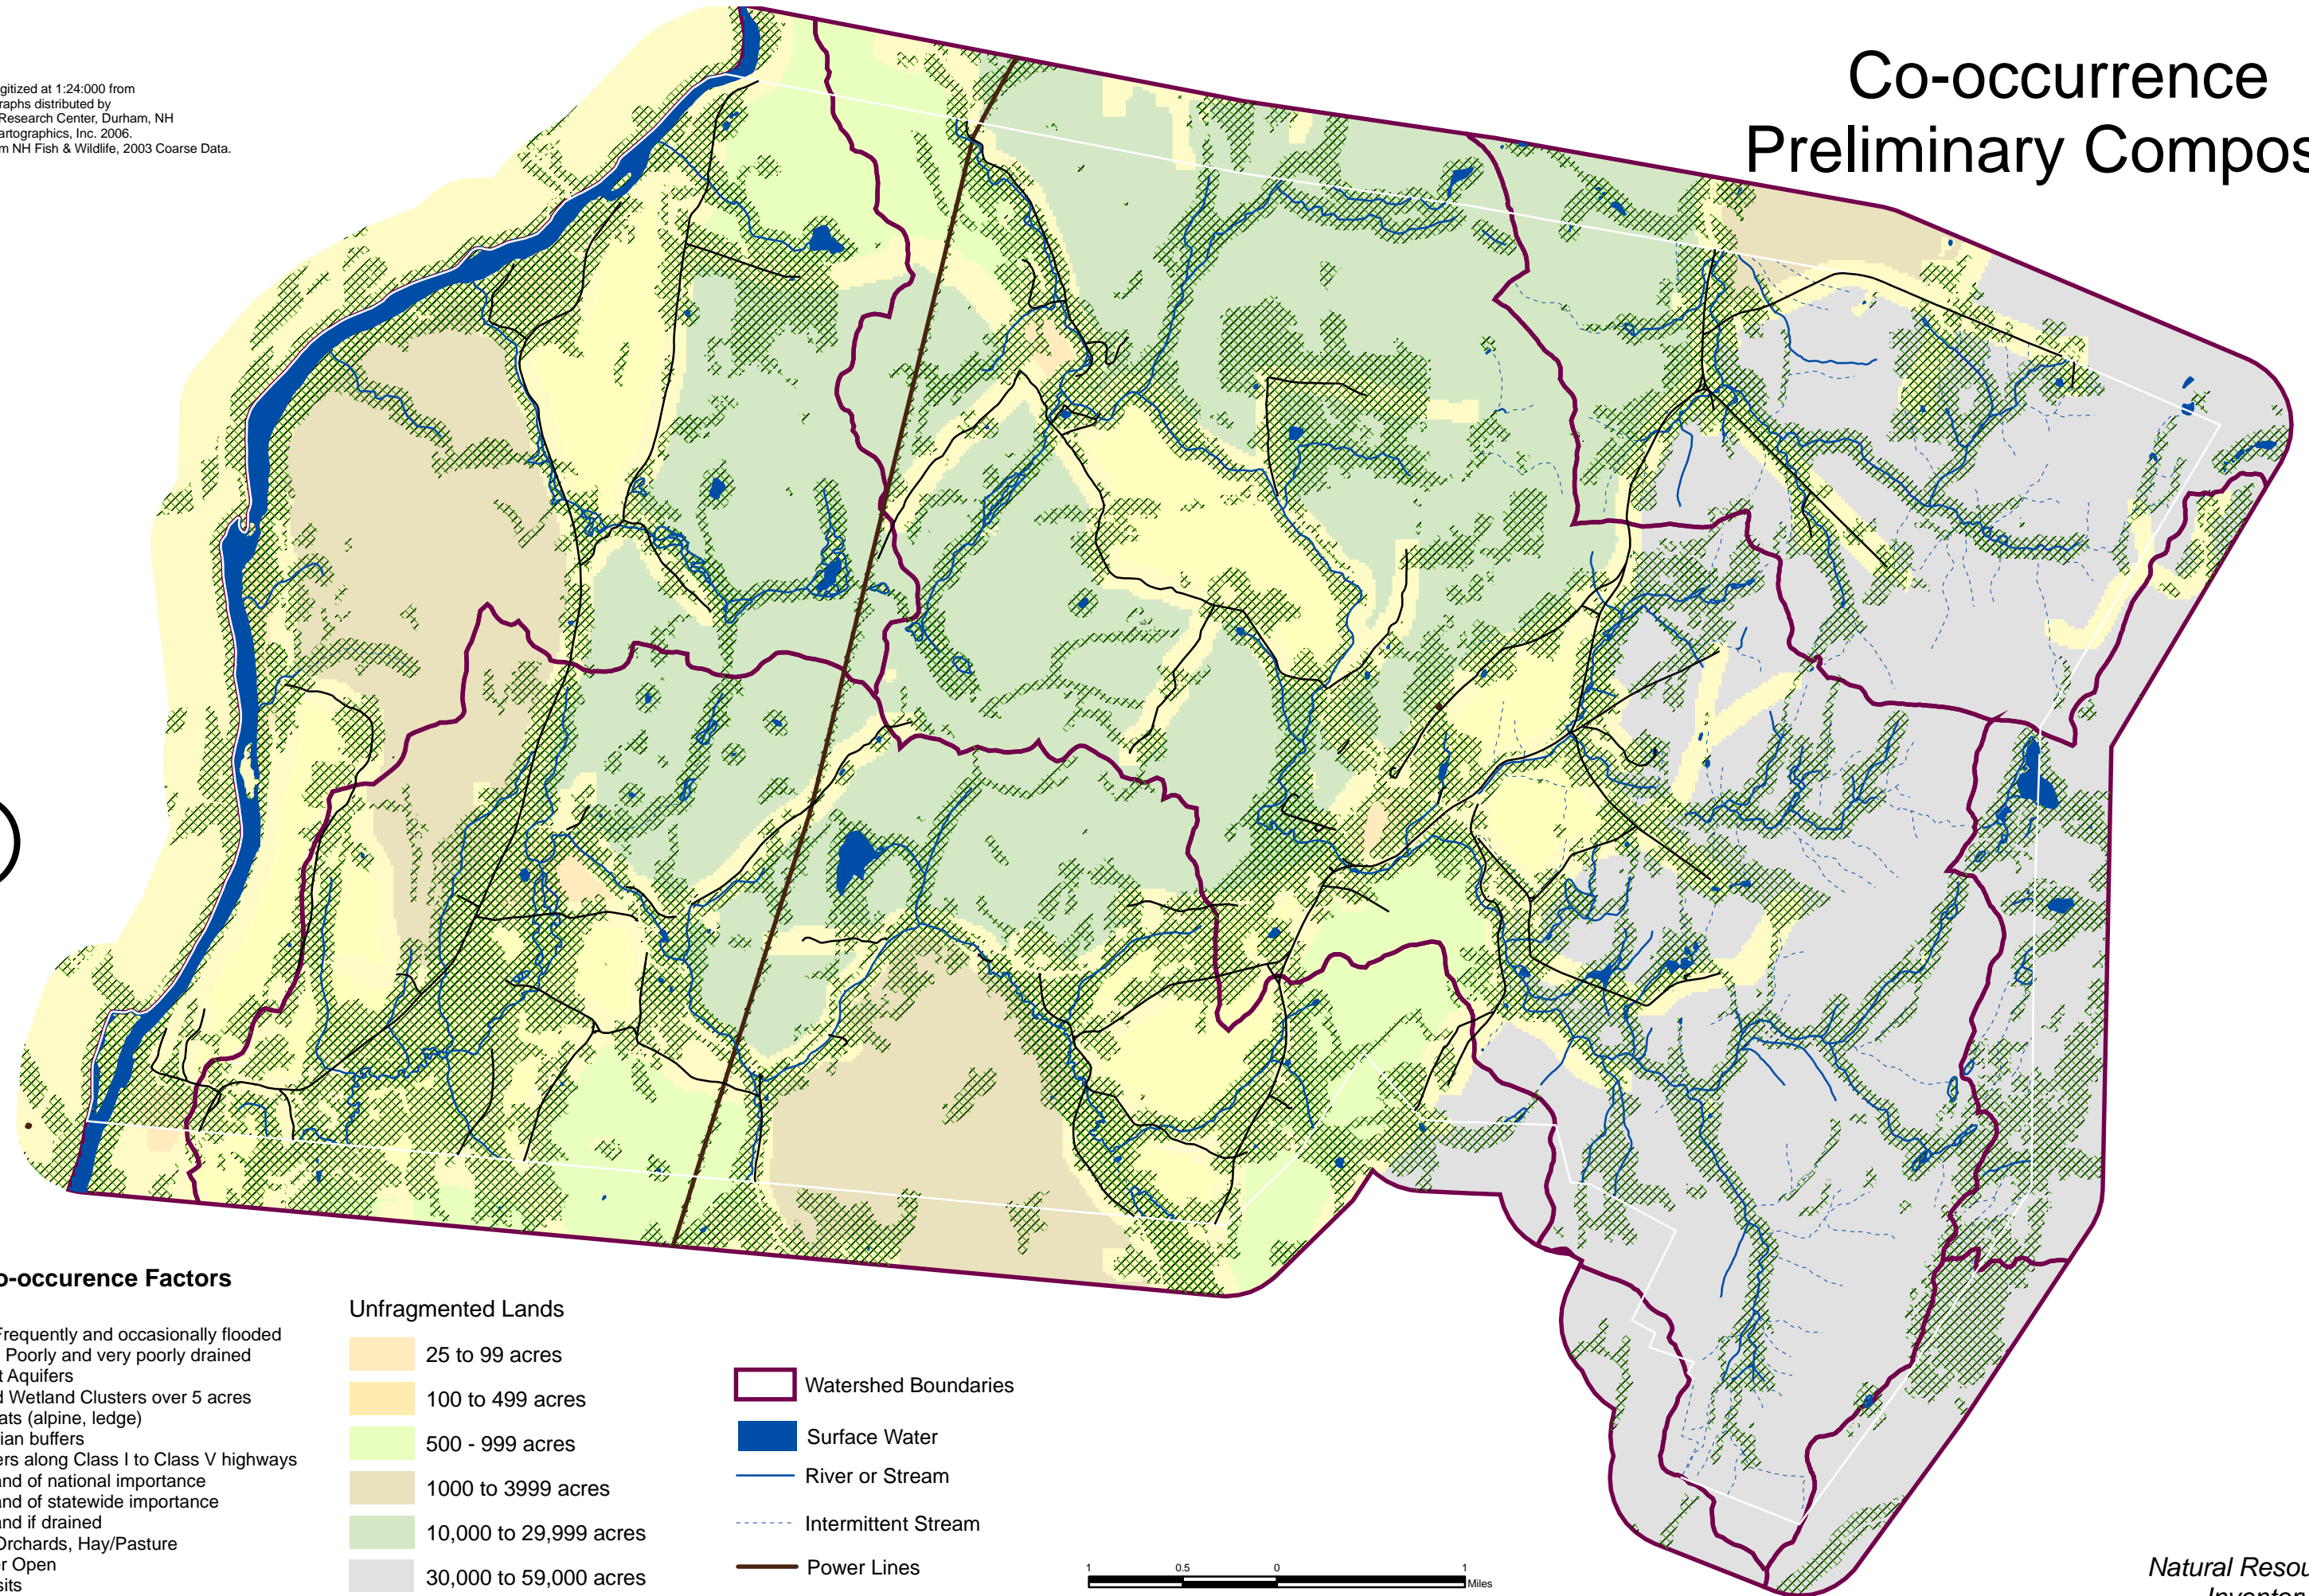 Co-occurrence
Preliminary Compos
gitized at 1:24:000 from
raphs distributed by
Research Center, Durham, NH
artographics, Inc. 2006.
m NH Fish & Wildlife, 2003 Coarse Data.
o-occurence Factors
Frequently and occasionally flooded
Poorly and very poorly drained
t Aquifers
d Wetland Clusters over 5 acres
ats (alpine, ledge)
ian buffers
ers along Class I to Class V highways
and of national importance
and of statewide importance
and if drained
Orchards, Hay/Pasture
er Open
sits
Unfragmented Lands
25 to 99 acres
100 to 499 acres
500 - 999 acres
1000 to 3999 acres
10,000 to 29,999 acres
30,000 to 59,000 acres
Watershed Boundaries
Surface Water
River or Stream
Intermittent Stream
Power Lines
1 0.5 0 1
Miles
Natural Resou
Inventor